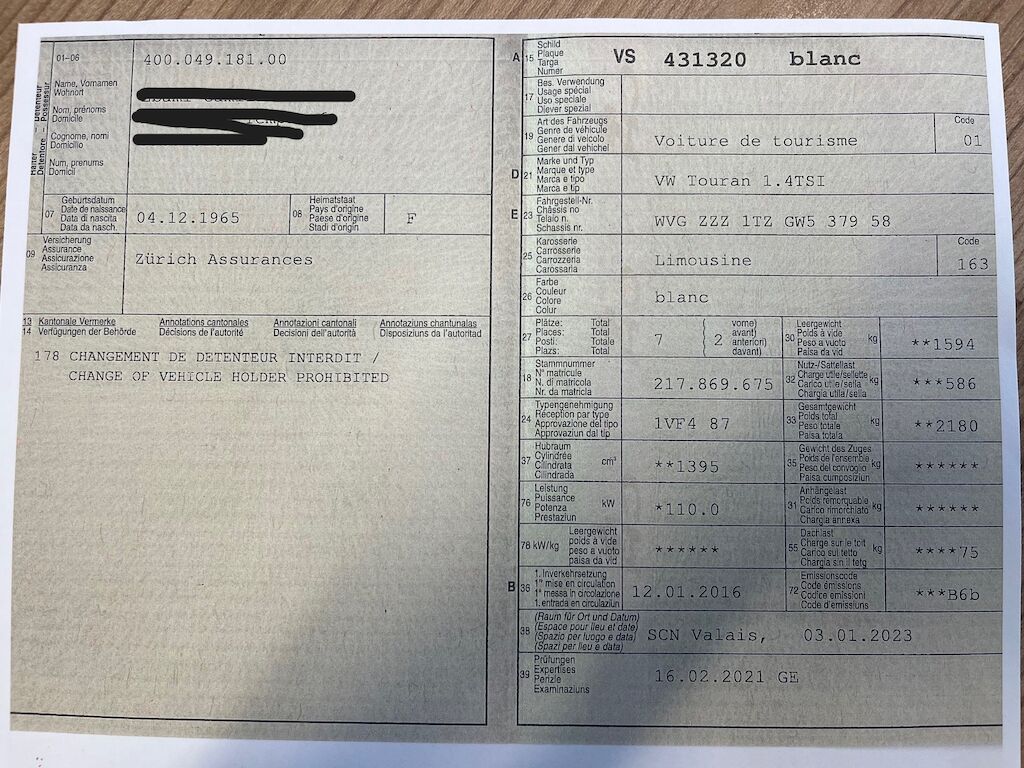 01–06
400.049.181.00
Halter
Détenteur
Detentore
Possessur
Name, Vornamen
Wohnort
Nom, prénoms
Domicile
Cognome, nomi
Domicilio
Num, prenums
Domicil
07
Geburtsdatum
Date de naissance
Data di nascita
Data da nasch.
04.12.1965
08
Heimatstaat
Pays d'origine
Paese d'origine
Stadi d'origin
F
09
Versicherung
Assurance
Assicurazione
Assicuranza
Zürich Assurances
13 Kantonale Vermerke Annotations cantonales Annotazioni cantonali Annotaziuns chantunalas
14 Verfügungen der Behörde Décisions de l'autorité Decisioni dell'autorità Disposiziuns da l'autoritad
178 CHANGEMENT DE DETENTEUR INTERDIT /
CHANGE OF VEHICLE HOLDER PROHIBITED
A 15
Schild
Plaque
Targa
Numer
VS 431320 blanc
17
Bes. Verwendung
Usage spécial
Uso speciale
Diever spezial
19
Art des Fahrzeugs
Genre de véhicule
Genere di veicolo
Gener dal vehichel
Voiture de tourisme
Code
01
D 21
Marke und Typ
Marque et type
Marca e tipo
Marca e tip
VW Touran 1.4TSI
E 23
Fahrgestell-Nr.
Châssis no
Telaio n.
Schassis nr.
WVG ZZZ 1TZ GW5 379 58
25
Karosserie
Carrosserie
Carrozzeria
Carossaria
Limousine
Code
163
26
Farbe
Couleur
Colore
Colur
blanc
27
Plätze: Total
Places: Total
Posti: Totale
Plazs: Total
7
2
vorne)
avant)
anteriori)
davant)
30
Leergewicht
Poids à vide
Peso a vuoto
Paisa da vid
kg
**1594
18
Stammnummer
N° matricule
N. di matricola
Nr. da matricla
217.869.675
32
Nutz-/Sattellast
Charge utile/sellette
Carico utile/sella
Chargia utila/sella
kg
***586
24
Typengenehmigung
Réception par type
Approvazione del tipo
Approvaziun dal tip
1VF4 87
33
Gesamtgewicht
Poids total
Peso totale
Paisa totala
kg
**2180
37
Hubraum
Cylindrée
Cilindrata
Cilindrada
cm³
**1395
35
Gewicht des Zuges
Poids de l'ensemble
Peso del convoglio
Paisa cumposiziun
kg
******
76
Leistung
Puissance
Potenza
Prestaziun
kW
*110.0
31
Anhängelast
Poids remorquable
Carico rimorchiato
Chargia annexa
kg
******
78 kW/kg
Leergewicht
poids à vide
peso a vuoto
paisa da vid
******
55
Dachlast
Charge sur le toit
Carico sul tetto
Chargia sin il tetg
kg
****75
B 36
1. Inverkehrsetzung
1re mise en circulation
1a messa in circolazione
1. entrada en circulaziun
12.01.2016
72
Emissionscode
Code émissions
Codice emissioni
Code d'emissiuns
***B6b
38
(Raum für Ort und Datum)
(Espace pour lieu et date)
(Spazio per luogo e data)
(Spazi per lieu e data)
SCN Valais, 03.01.2023
39
Prüfungen
Expertises
Perizie
Examinaziuns
16.02.2021 GE